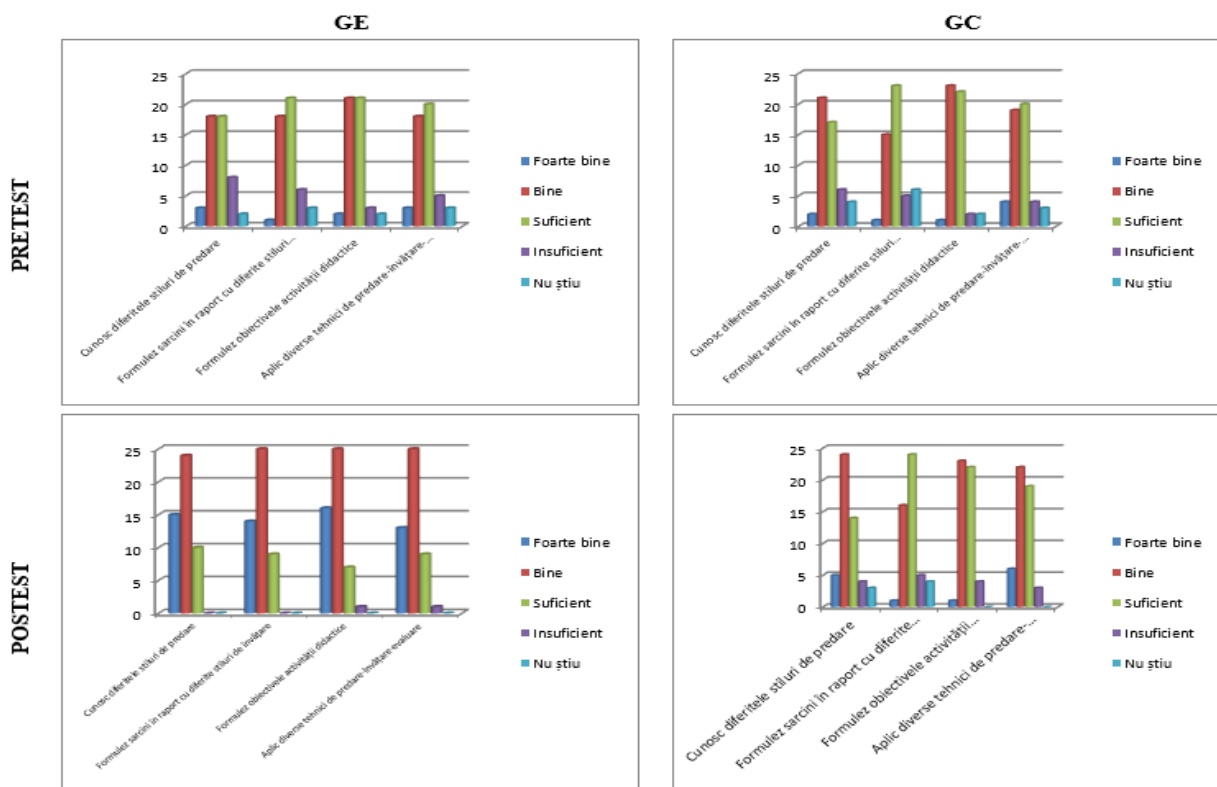 GE
GC
PRETEST
25
20
15
10
5
0
Cunosc diferitele stiluri de predare
Formulez sarcini în raport cu diferite stiluri...
Formulez obiectivele activității didactice
Aplic diverse tehnici de predare-învățare-...
Foarte bine
Bine
Suficient
Insuficient
Nu știu
25
20
15
10
5
0
Cunosc diferitele stiluri de predare
Formulez sarcini în raport cu diferite stiluri...
Formulez obiectivele activității didactice
Aplic diverse tehnici de predare-învățare-...
Foarte bine
Bine
Suficient
Insuficient
Nu știu
POSTEST
25
20
15
10
5
0
Cunosc diferitele stiluri de predare
Formulez sarcini în raport cu diferite stiluri de învățare
Formulez obiectivele activității didactice
Aplic diverse tehnici de predare-învățare-evaluare
Foarte bine
Bine
Suficient
Insuficient
Nu știu
25
20
15
10
5
0
Cunosc diferitele stiluri de predare
Formulez sarcini în raport cu diferite...
Formulez obiectivele activității...
Aplic diverse tehnici de predare-...
Foarte bine
Bine
Suficient
Insuficient
Nu știu